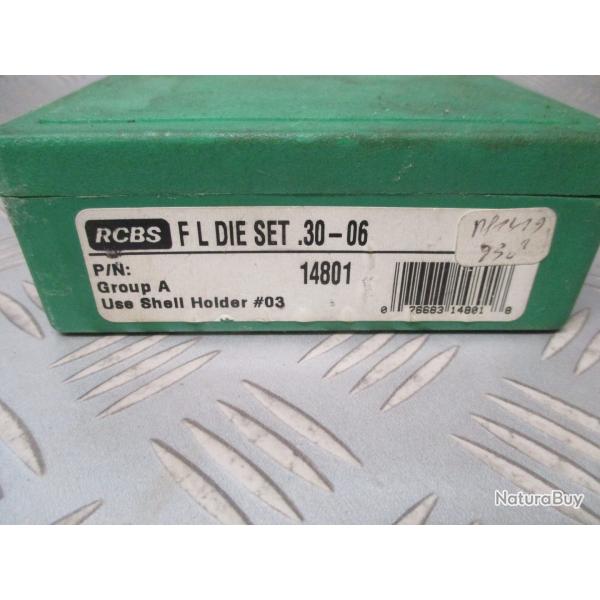 RCBS F L DIE SET .30-06
P/N: 14801
Group A
Use Shell Holder #03
0 76683 14801 8
NaturaBuy